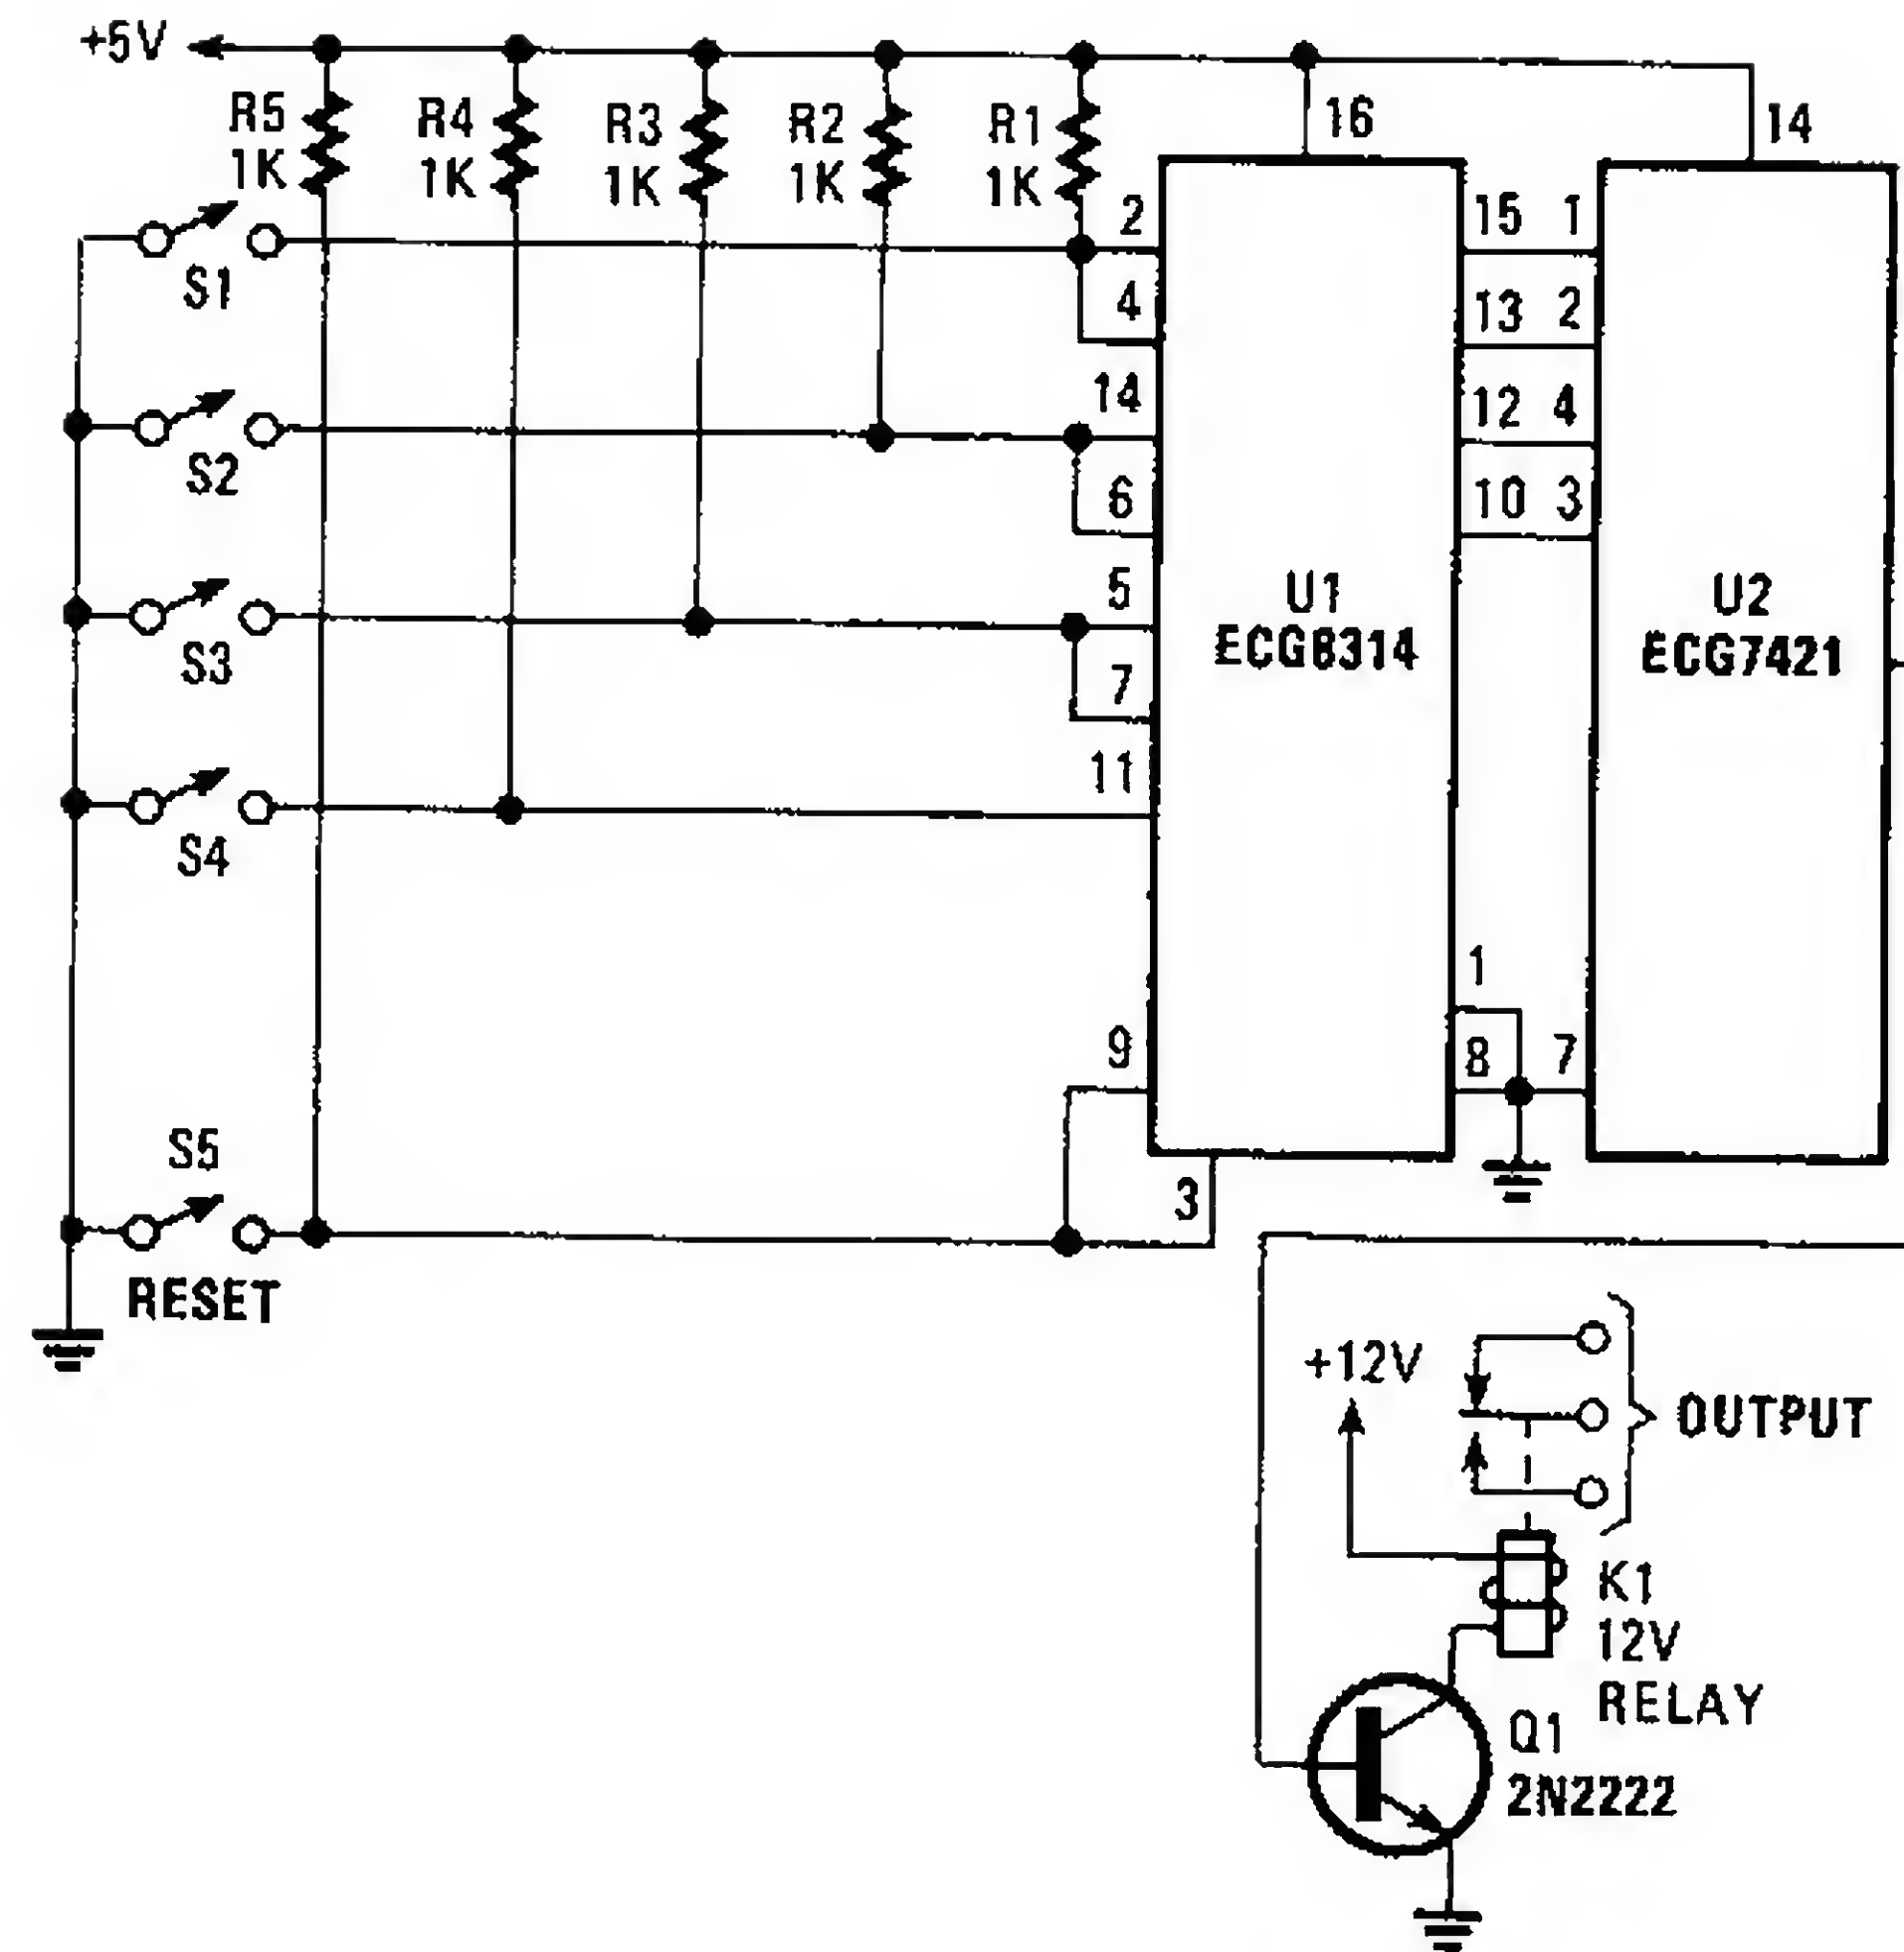 +5V
R5
1K
R4
1K
R3
1K
R2
1K
R1
1K
16
14
2
4
14
6
5
7
11
9
3
15
13
12
10
1
8
1
2
4
3
7
U1
ECG8314
U2
ECG7421
S1
S2
S3
S4
S5
RESET
+12V
OUTPUT
K1
12V
RELAY
Q1
2N2222